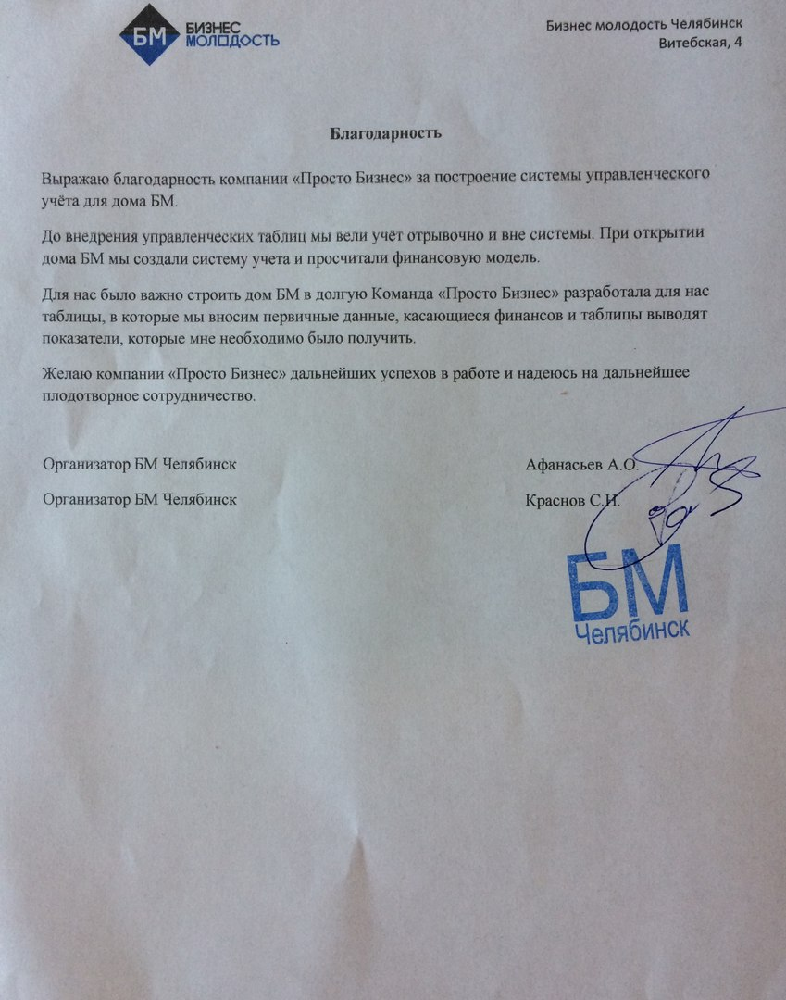 БМ БИЗНЕС
МОЛОДОСТЬ
Бизнес молодость Челябинск
Витебская, 4
Благодарность
Выражаю благодарность компании «Просто Бизнес» за построение системы управленческого
учёта для дома БМ.
До внедрения управленческих таблиц мы вели учёт отрывочно и вне системы. При открытии
дома БМ мы создали систему учета и просчитали финансовую модель.
Для нас было важно строить дом БМ в долгую Команда «Просто Бизнес» разработала для нас
таблицы, в которые мы вносим первичные данные, касающиеся финансов и таблицы выводят
показатели, которые мне необходимо было получить.
Желаю компании «Просто Бизнес» дальнейших успехов в работе и надеюсь на дальнейшее
плодотворное сотрудничество.
Организатор БМ Челябинск Афанасьев А.О.
Организатор БМ Челябинск Краснов С.И.
БМ
Челябинск